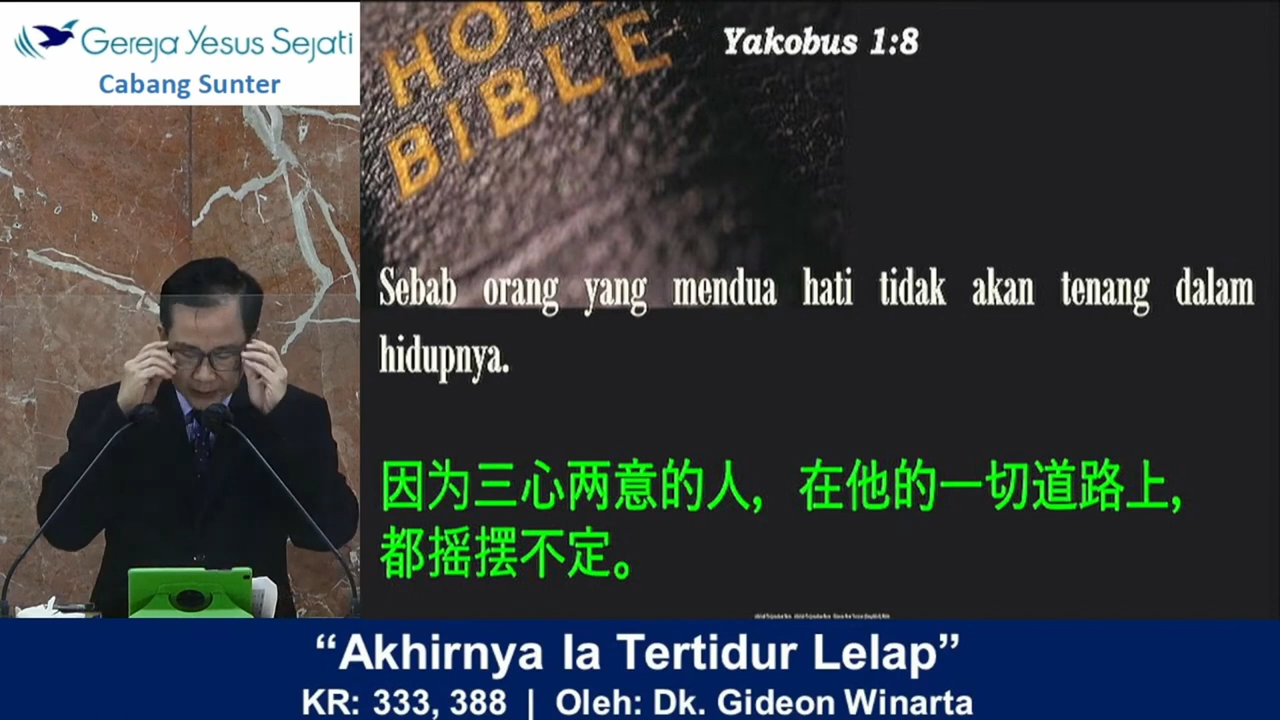 Gereja Yesus Sejati
Cabang Sunter
HOLY
BIBLE
Yakobus 1:8
Sebab orang yang mendua hati tidak akan tenang dalam
hidupnya.
因为三心两意的人, 在他的一切道路上,
都摇摆不定。
“Akhirnya Ia Tertidur Lelap”
KR: 333, 388 | Oleh: Dk. Gideon Winarta